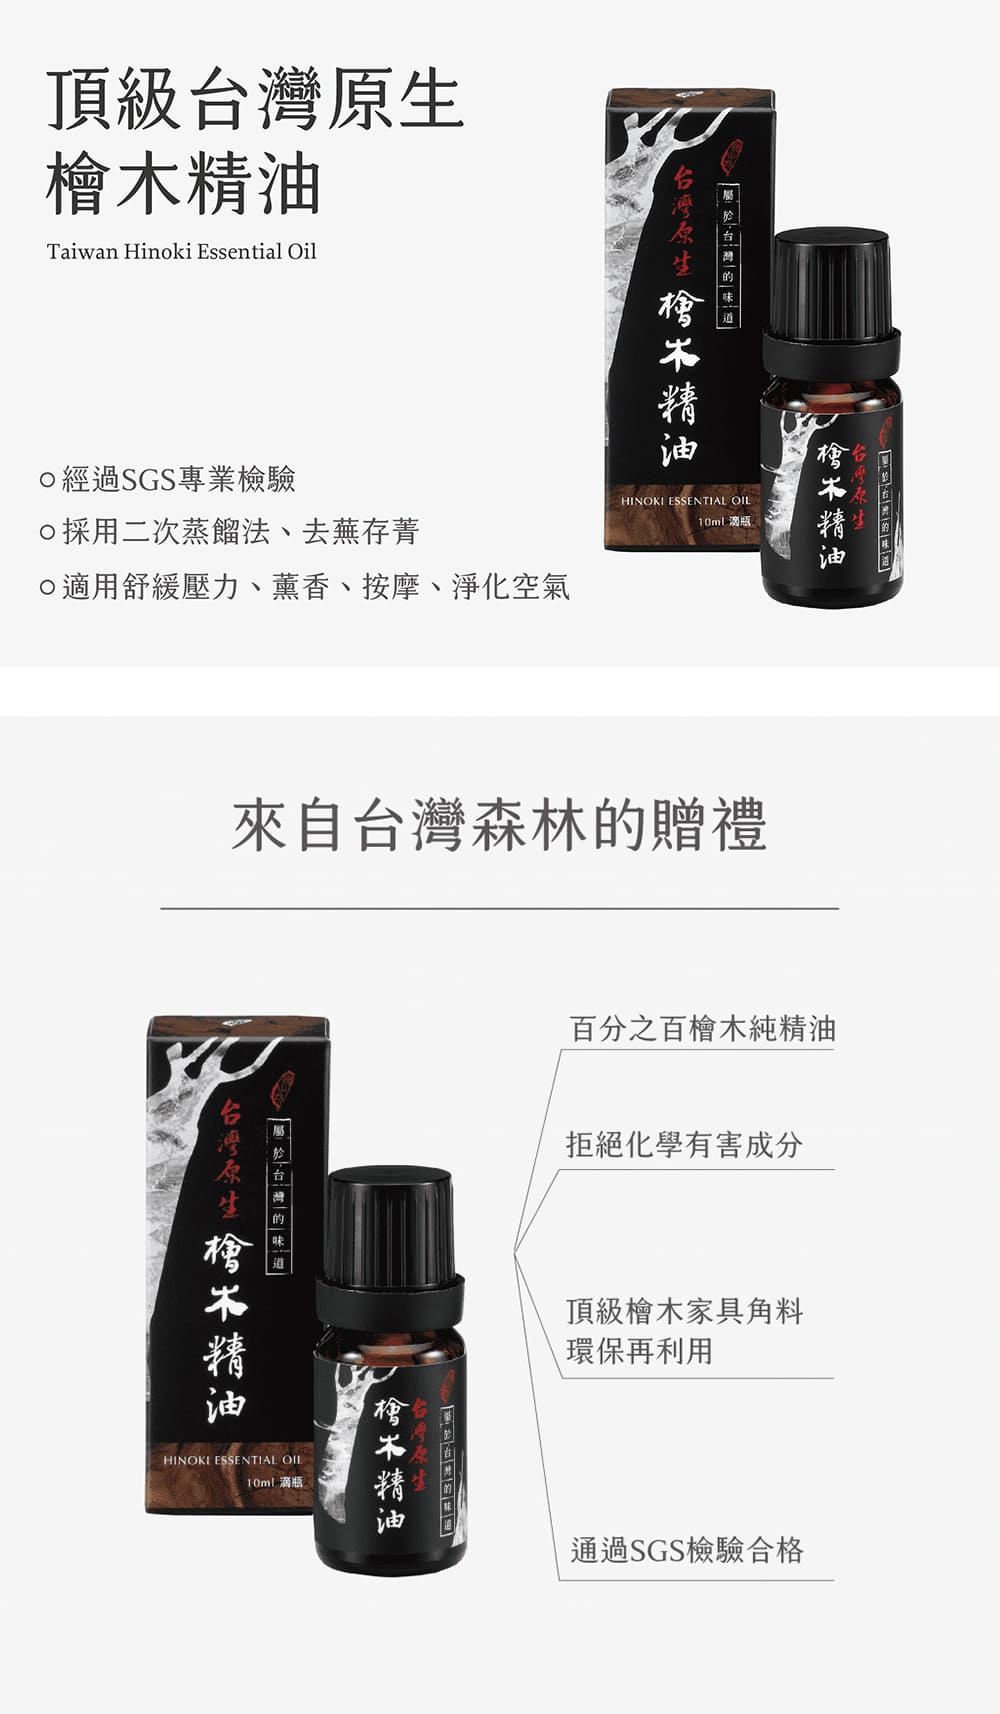 頂級台灣原生
檜木精油
Taiwan Hinoki Essential Oil
經過SGS專業檢驗
採用二次蒸餾法、去蕪存菁
適用舒緩壓力、薰香、按摩、淨化空氣
屬於台灣的味道
台灣原生檜木精油
HINOKI ESSENTIAL OIL
10ml 滴瓶
屬於台灣的味道
台灣原生
檜木精油
來自台灣森林的贈禮
百分之百檜木純精油
拒絕化學有害成分
頂級檜木家具角料
環保再利用
通過SGS檢驗合格
屬於台灣的味道
台灣原生檜木精油
HINOKI ESSENTIAL OIL
10ml 滴瓶
屬於台灣的味道
台灣原生
檜木精油